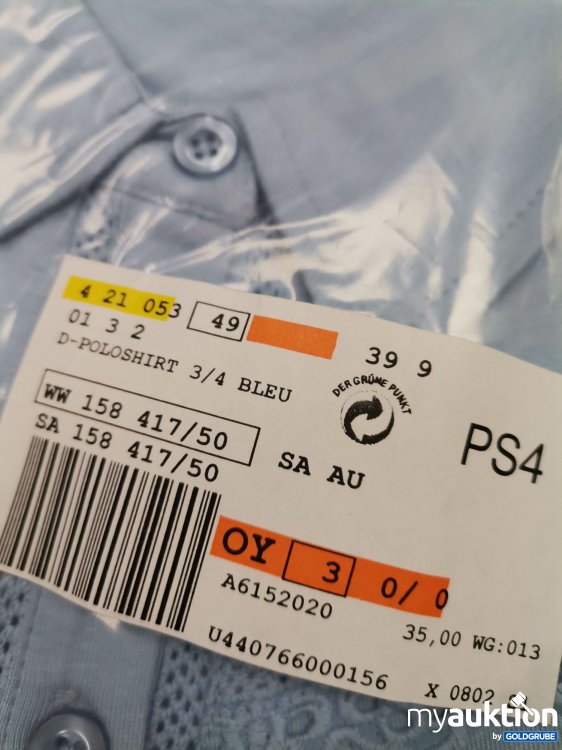 4 21 053 49
01 3 2 39 9
D-POLOSHIRT 3/4 BLEU
DER GRÜNE PUNKT
WW 158 417/50
SA 158 417/50 SA AU
PS4
OY 3 0/ 0
A6152020
35,00 WG:013
U440766000156 X 0802
myauktion
by GOLDGRUBE